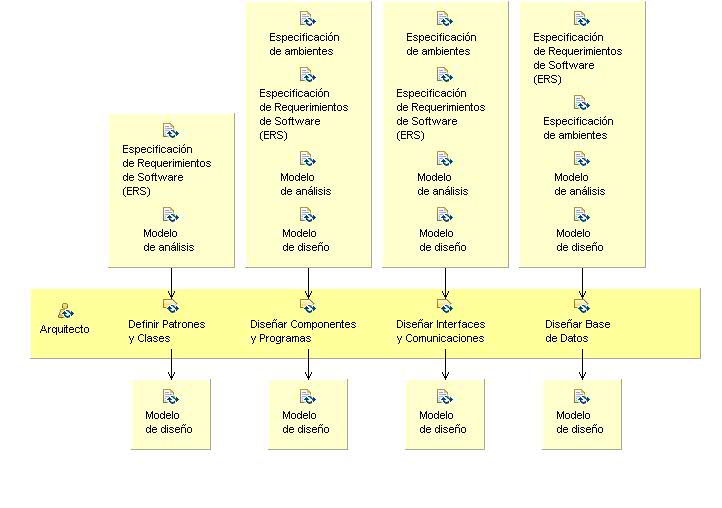 Especificación
de Requerimientos
de Software
(ERS)
Modelo
de análisis
Especificación
de ambientes
Especificación
de Requerimientos
de Software
(ERS)
Modelo
de análisis
Modelo
de diseño
Especificación
de ambientes
Especificación
de Requerimientos
de Software
(ERS)
Modelo
de análisis
Modelo
de diseño
Especificación
de Requerimientos
de Software
(ERS)
Especificación
de ambientes
Modelo
de análisis
Modelo
de diseño
Arquitecto
Definir Patrones
y Clases
Diseñar Componentes
y Programas
Diseñar Interfaces
y Comunicaciones
Diseñar Base
de Datos
Modelo
de diseño
Modelo
de diseño
Modelo
de diseño
Modelo
de diseño